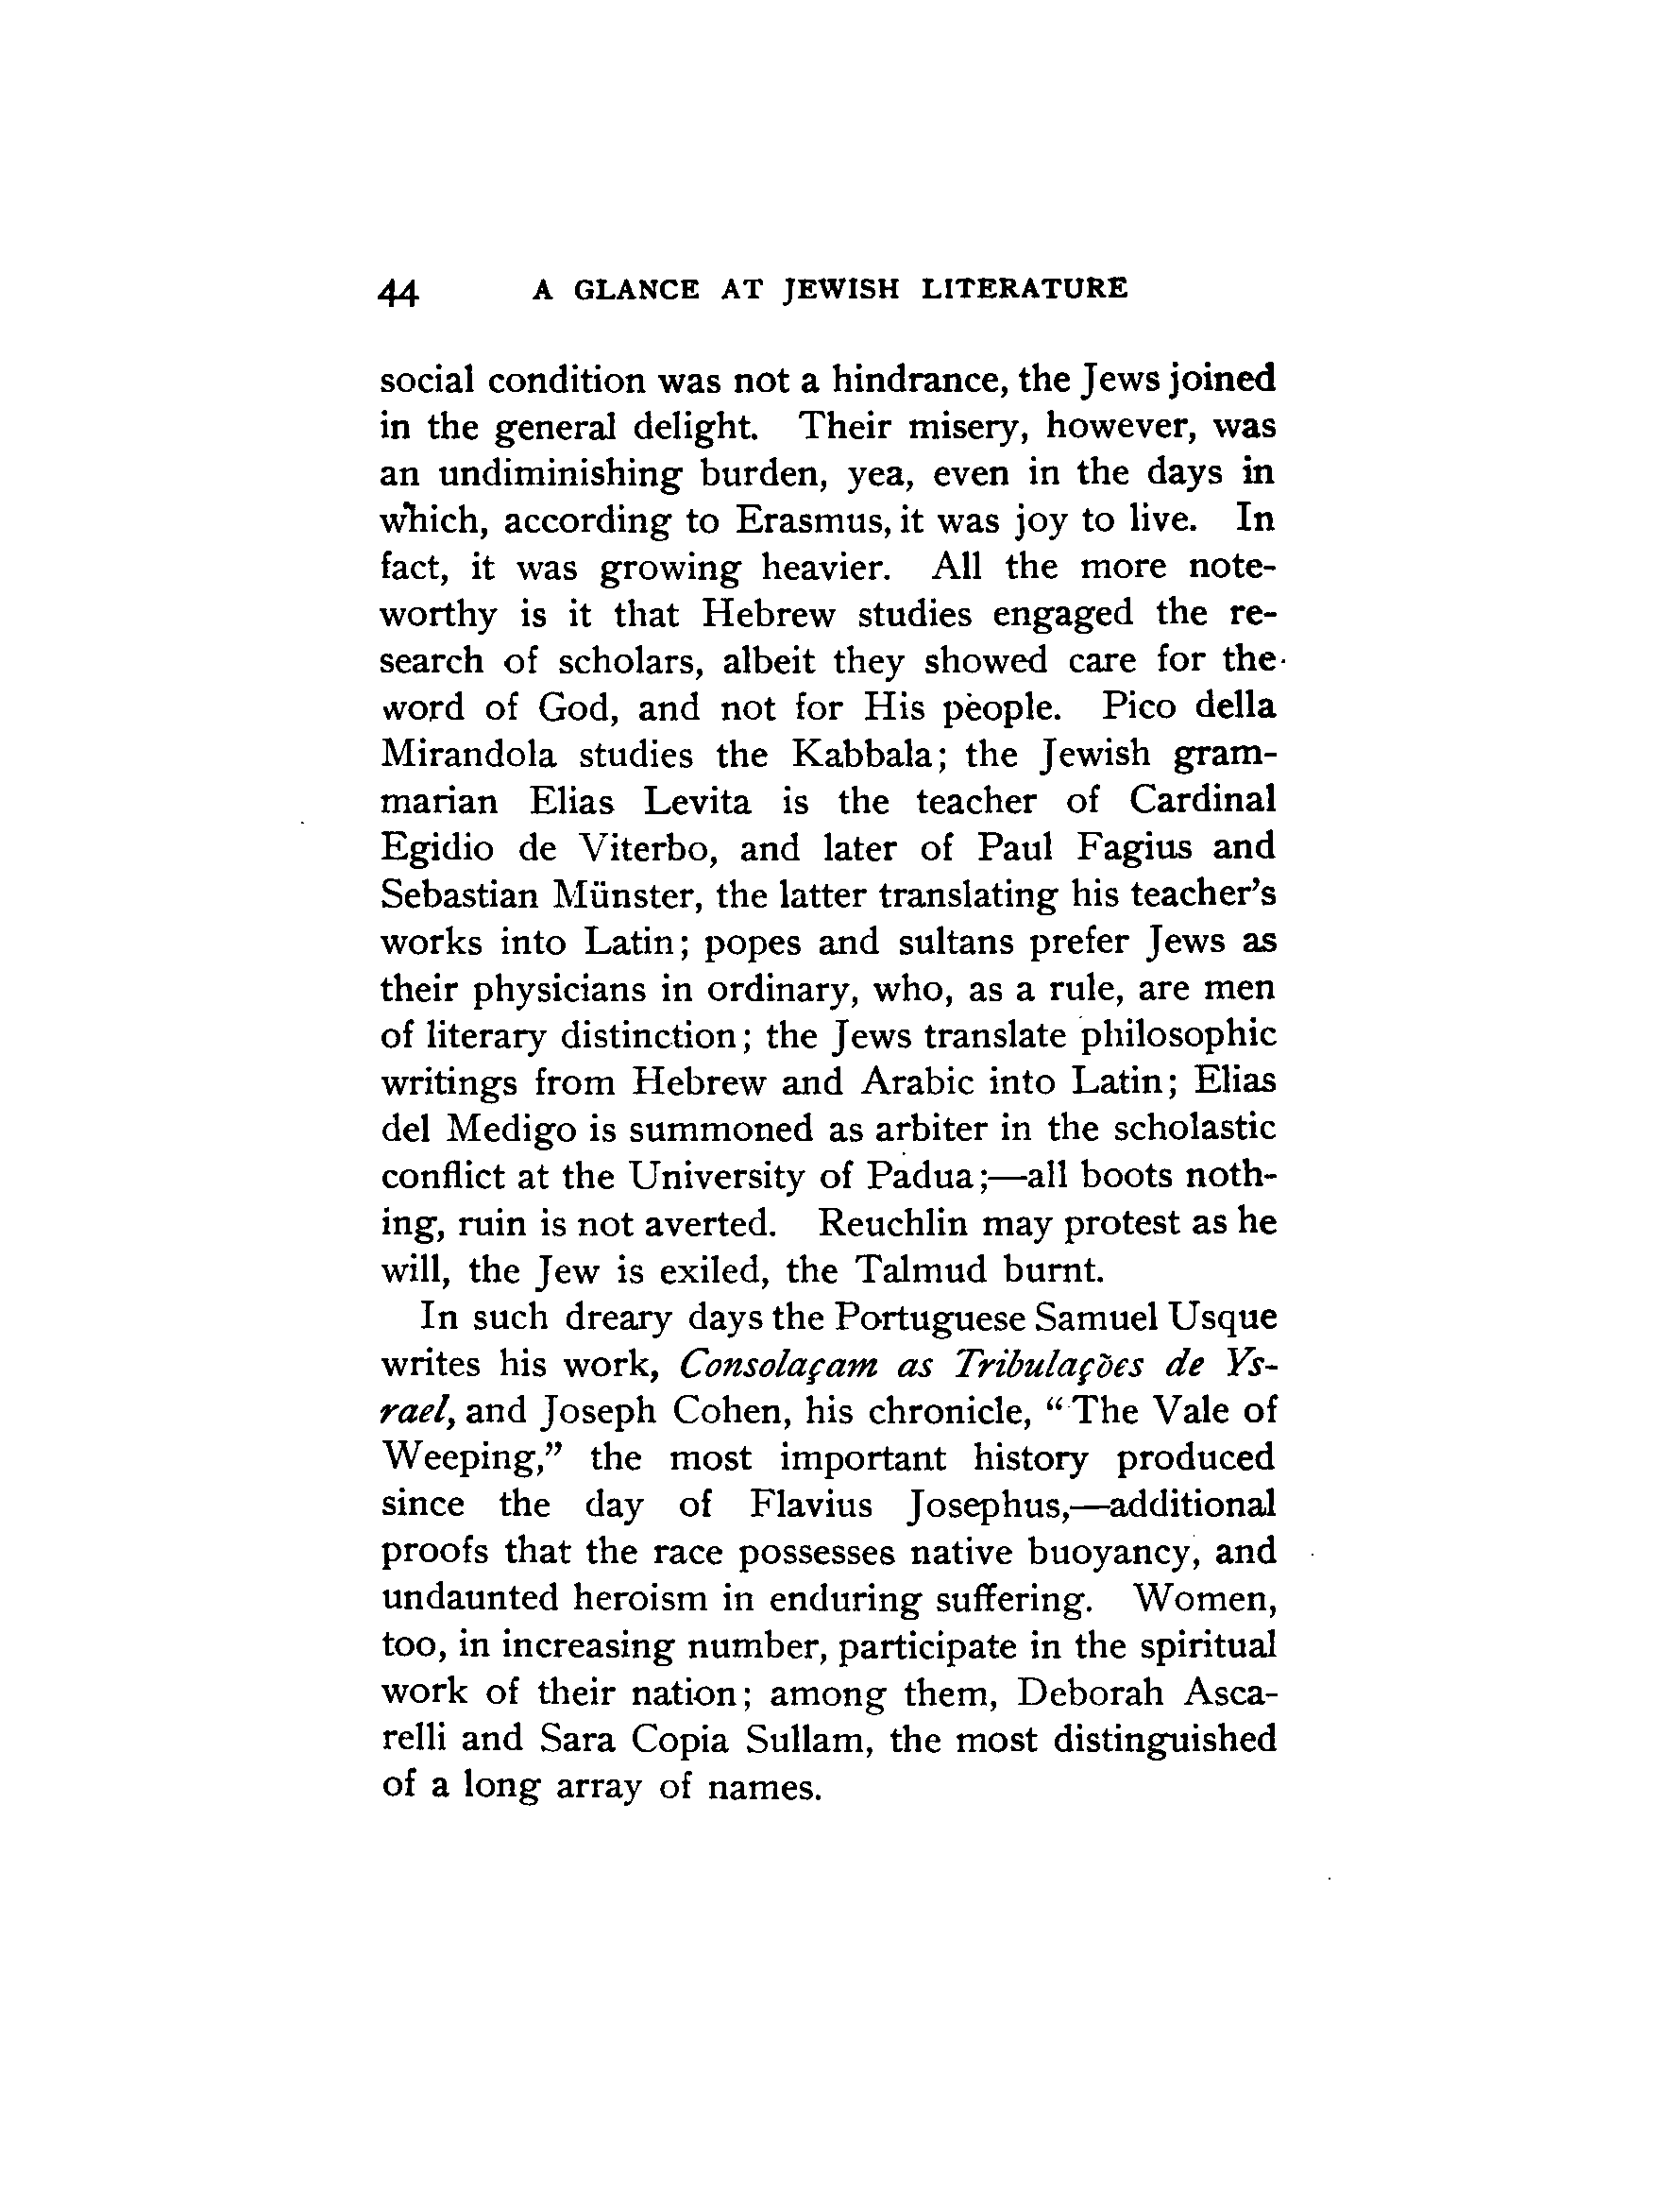 44 A GLANCE AT JEWISH LITERATURE
social condition was not a hindrance, the Jews joined
in the general delight. Their misery, however, was
an undiminishing burden, yea, even in the days in
which, according to Erasmus, it was joy to live. In
fact, it was growing heavier. All the more note-
worthy is it that Hebrew studies engaged the re-
search of scholars, albeit they showed care for the
word of God, and not for His people. Pico della
Mirandola studies the Kabbala; the Jewish gram-
marian Elias Levita is the teacher of Cardinal
Egidio de Viterbo, and later of Paul Fagius and
Sebastian Münster, the latter translating his teacher's
works into Latin; popes and sultans prefer Jews as
their physicians in ordinary, who, as a rule, are men
of literary distinction; the Jews translate philosophic
writings from Hebrew and Arabic into Latin; Elias
del Medigo is summoned as arbiter in the scholastic
conflict at the University of Padua;—all boots noth-
ing, ruin is not averted. Reuchlin may protest as he
will, the Jew is exiled, the Talmud burnt.
In such dreary days the Portuguese Samuel Usque
writes his work, Consolaçam as Tribulações de Ys-
rael, and Joseph Cohen, his chronicle, "The Vale of
Weeping," the most important history produced
since the day of Flavius Josephus,—additional
proofs that the race possesses native buoyancy, and
undaunted heroism in enduring suffering. Women,
too, in increasing number, participate in the spiritual
work of their nation; among them, Deborah Asca-
relli and Sara Copia Sullam, the most distinguished
of a long array of names.